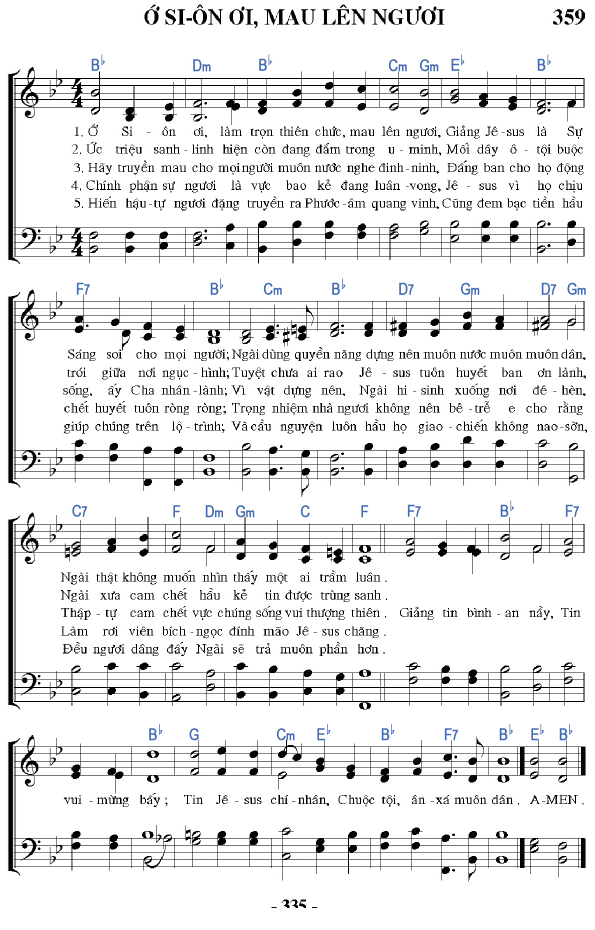 Ớ SI-ÔN ƠI, MAU LÊN NGƯƠI 359
B♭ Dm B♭ Cm Gm E♭ B♭
1. Ớ Si - ôn ơi, làm trọn thiên chức, mau lên ngươi, Giảng Jê-sus là Sự
2. Ức triệu sanh-linh hiện còn đang đấm trong u-minh, Mối dây ô-tội buộc
3. Hãy truyền mau cho mọi người muôn nước nghe đinh-ninh, Đấng ban cho họ động
4. Chính phận sự ngươi là vực bao kẻ đang luân-vong, Jê-sus vì họ chịu
5. Hiến hậu-tự ngươi đặng truyền ra Phước-âm quang vinh, Cũng đem bạc tiền hầu
F7 B♭ Cm B♭ D7 Gm D7 Gm
Sáng soi cho mọi người; Ngài dùng quyền năng dựng nên muôn nước muôn muôn dân,
trói giữa nơi ngục-hình; Tuyệt chưa ai rao Jê-sus tuôn huyết ban ơn lành,
sống, ấy Cha nhân-lành; Vì vật dựng nên, Ngài hi-sinh xuống nơi đê-hèn,
chết huyết tuôn ròng ròng; Trọng nhiệm nhà ngươi không nên bê-trễ e cho rằng
giúp chúng trên lộ-trình; Và cầu nguyện luôn hầu họ giao-chiến không nao-sờn,
C7 F Dm Gm C F F7 B♭ F7
Ngài thật không muốn nhìn thấy một ai trầm luân.
Ngài xưa cam chết hầu kẻ tin được trùng sanh.
Thập-tự cam chết vực chúng sống vui thượng thiên. Giảng tin bình-an nầy, Tin
Làm rơi viên bích-ngọc đính mão Jê-sus chăng.
Đều ngươi dâng đấy Ngài sẽ trả muôn phần hơn.
B♭ G Cm E♭ B♭ F7 B♭ E♭ B♭
vui-mừng bấy; Tin Jê-sus chí-nhân, Chuộc tội, ân-xá muôn dân. A-MEN.
- 335 -